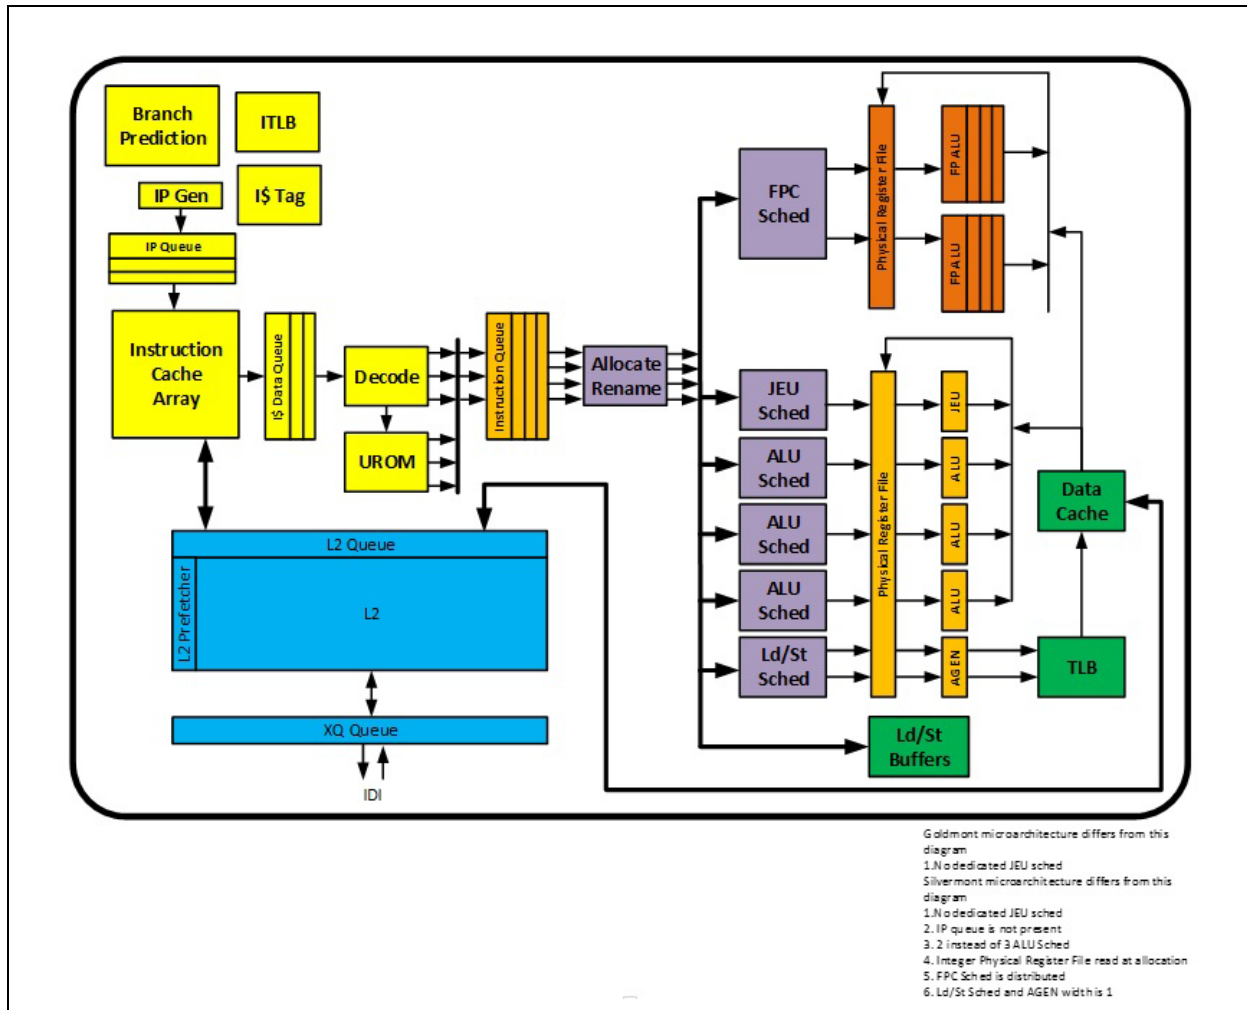 Branch
Prediction
ITLB
IP Gen
I$ Tag
IP Queue
Instruction
Cache
Array
I$ Data Queue
Decode
UROM
Instruction Queue
Allocate
Rename
L2 Queue
L2 Prefetcher
L2
XQ Queue
IDI
FPC
Sched
Physical Register File
FP ALU
FP ALU
JEU
Sched
ALU
Sched
ALU
Sched
ALU
Sched
Ld/St
Sched
Physical Register File
JEU
ALU
ALU
ALU
AGEN
Data
Cache
TLB
Ld/St
Buffers
Goldmont microarchitecture differs from this
diagram
1.No dedicated JEU sched
Silvermont microarchitecture differs from this
diagram
1.No dedicated JEU sched
2. IP queue is not present
3. 2 instead of 3 ALU Sched
4. Integer Physical Register File read at allocation
5. FPC Sched is distributed
6. Ld/St Sched and AGEN width is 1